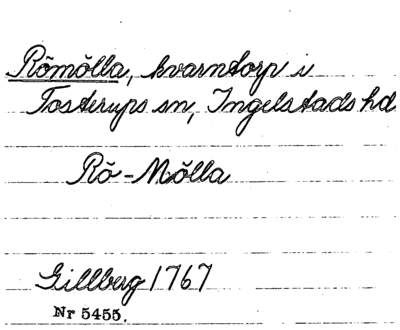 Römölla, kvarntorp i
Tosterups sn, Ingelstads hd
Rö-Mölla
Gillberg 1767
Nr 5455.